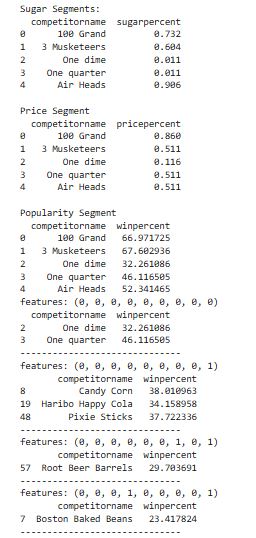 Sugar Segments:
competitorname sugarpercent
0 100 Grand 0.732
1 3 Musketeers 0.604
2 One dime 0.011
3 One quarter 0.011
4 Air Heads 0.906
Price Segment
competitorname pricepercent
0 100 Grand 0.860
1 3 Musketeers 0.511
2 One dime 0.116
3 One quarter 0.511
4 Air Heads 0.511
Popularity Segment
competitorname winpercent
0 100 Grand 66.971725
1 3 Musketeers 67.602936
2 One dime 32.261086
3 One quarter 46.116505
4 Air Heads 52.341465
features: (0, 0, 0, 0, 0, 0, 0, 0, 0)
competitorname winpercent
2 One dime 32.261086
3 One quarter 46.116505
------------------------------
features: (0, 0, 0, 0, 0, 0, 0, 0, 1)
competitorname winpercent
8 Candy Corn 38.010963
19 Haribo Happy Cola 34.158958
48 Pixie Sticks 37.722336
------------------------------
features: (0, 0, 0, 0, 0, 0, 1, 0, 1)
competitorname winpercent
57 Root Beer Barrels 29.703691
------------------------------
features: (0, 0, 0, 1, 0, 0, 0, 0, 1)
competitorname winpercent
7 Boston Baked Beans 23.417824
------------------------------